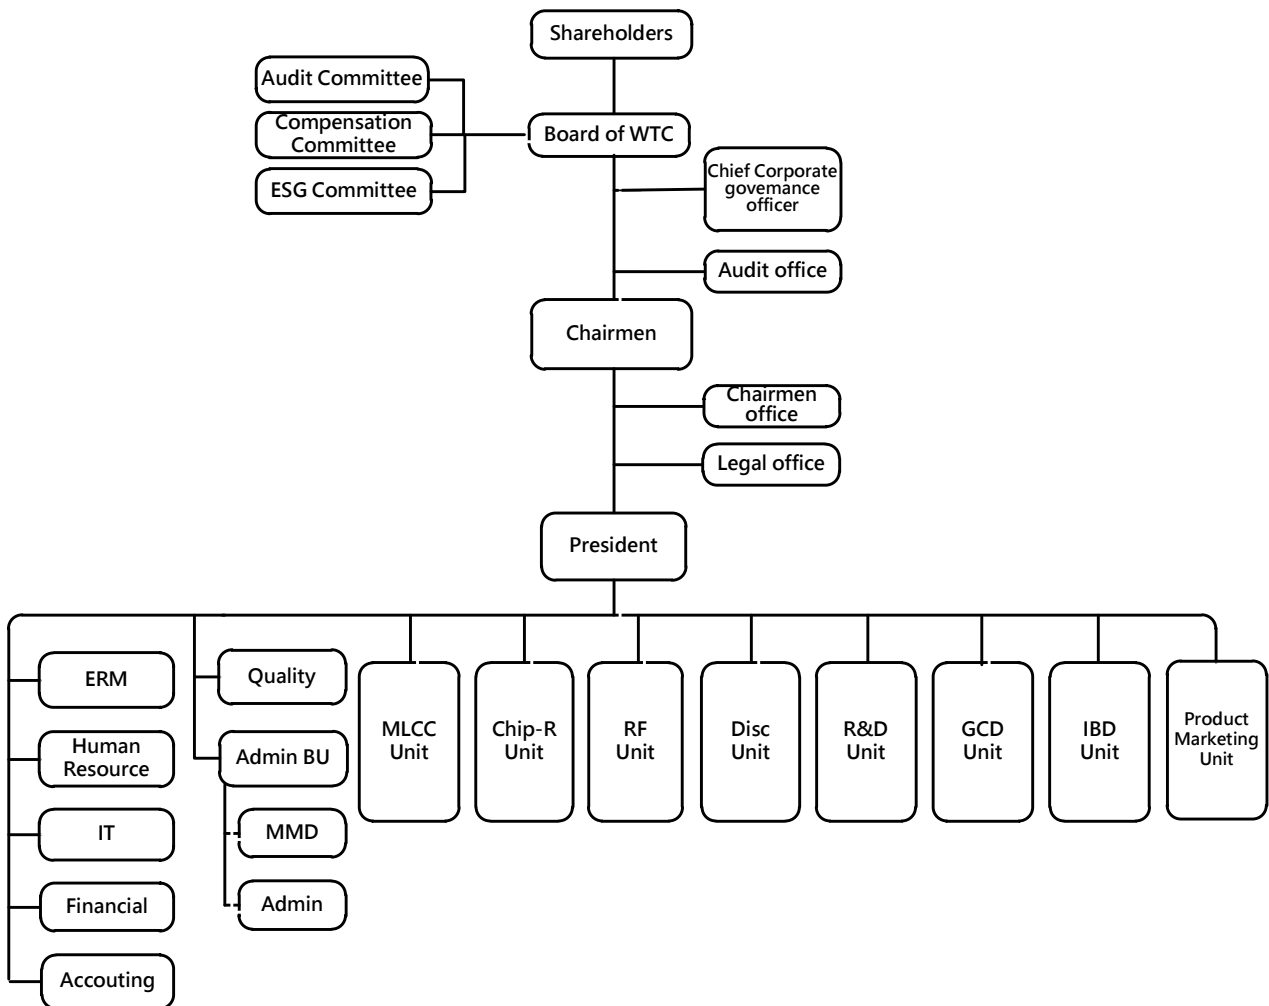 Shareholders
Audit Committee
Compensation
Committee
ESG Committee
Board of WTC
Chief Corporate
govemance
officer
Audit office
Chairmen
Chairmen
office
Legal office
President
ERM
Human
Resource
IT
Financial
Accouting
Quality
Admin BU
MMD
Admin
MLCC
Unit
Chip-R
Unit
RF
Unit
Disc
Unit
R&D
Unit
GCD
Unit
IBD
Unit
Product
Marketing
Unit